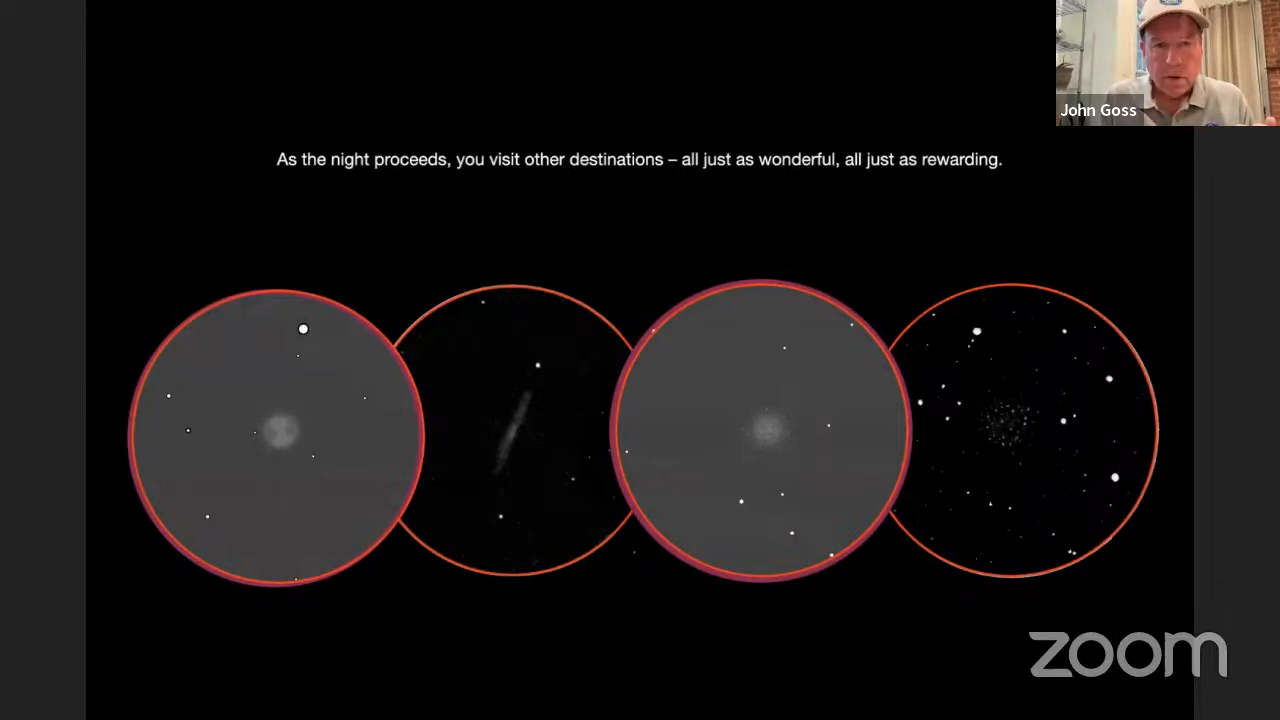 John Goss
As the night proceeds, you visit other destinations – all just as wonderful, all just as rewarding.
zoom